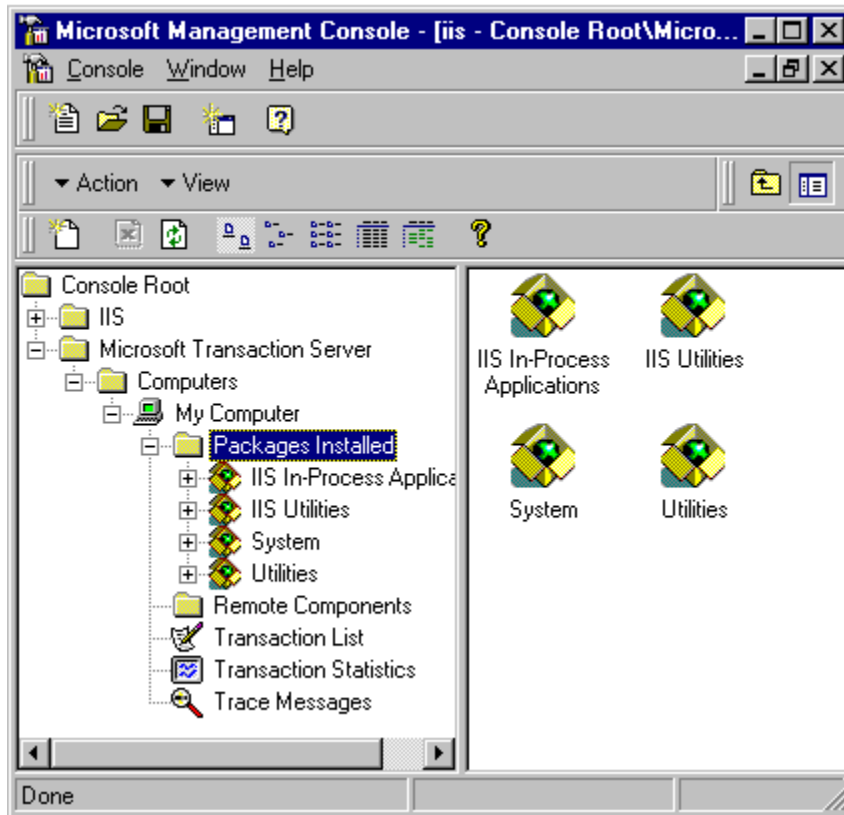 Microsoft Management Console - [iis - Console Root\Micro...
Console Window Help
Action View
Console Root
IIS
Microsoft Transaction Server
Computers
My Computer
Packages Installed
IIS In-Process Applica
IIS Utilities
System
Utilities
Remote Components
Transaction List
Transaction Statistics
Trace Messages
IIS In-Process
Applications
IIS Utilities
System
Utilities
Done